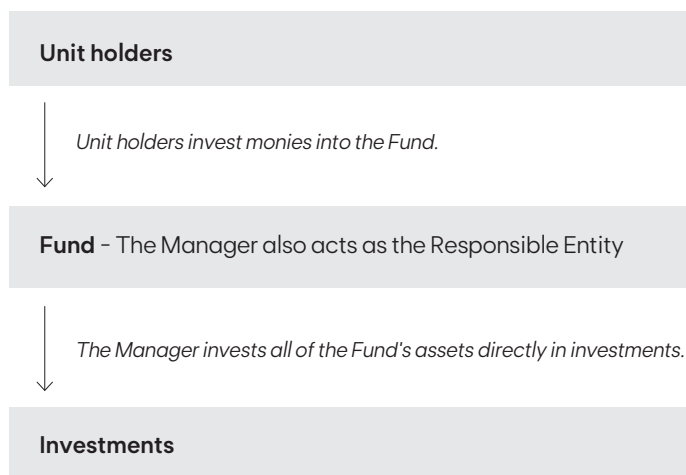 Unit holders
Unit holders invest monies into the Fund.
Fund - The Manager also acts as the Responsible Entity
The Manager invests all of the Fund's assets directly in investments.
Investments